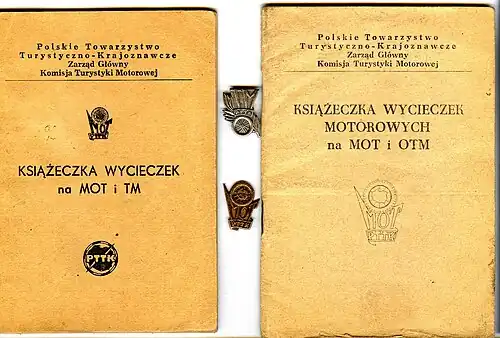 Polskie Towarzystwo
Turystyczno-Krajoznawcze
Zarząd Główny
Komisja Turystyki Motorowej
KSIĄŻECZKA WYCIECZEK
na MOT i TM
PTTK
Polskie Towarzystwo
Turystyczno-Krajoznawcze
Zarząd Główny
Komisja Turystyki Motorowej
KSIĄŻECZKA WYCIECZEK
MOTOROWYCH
na MOT i OTM
PTTK